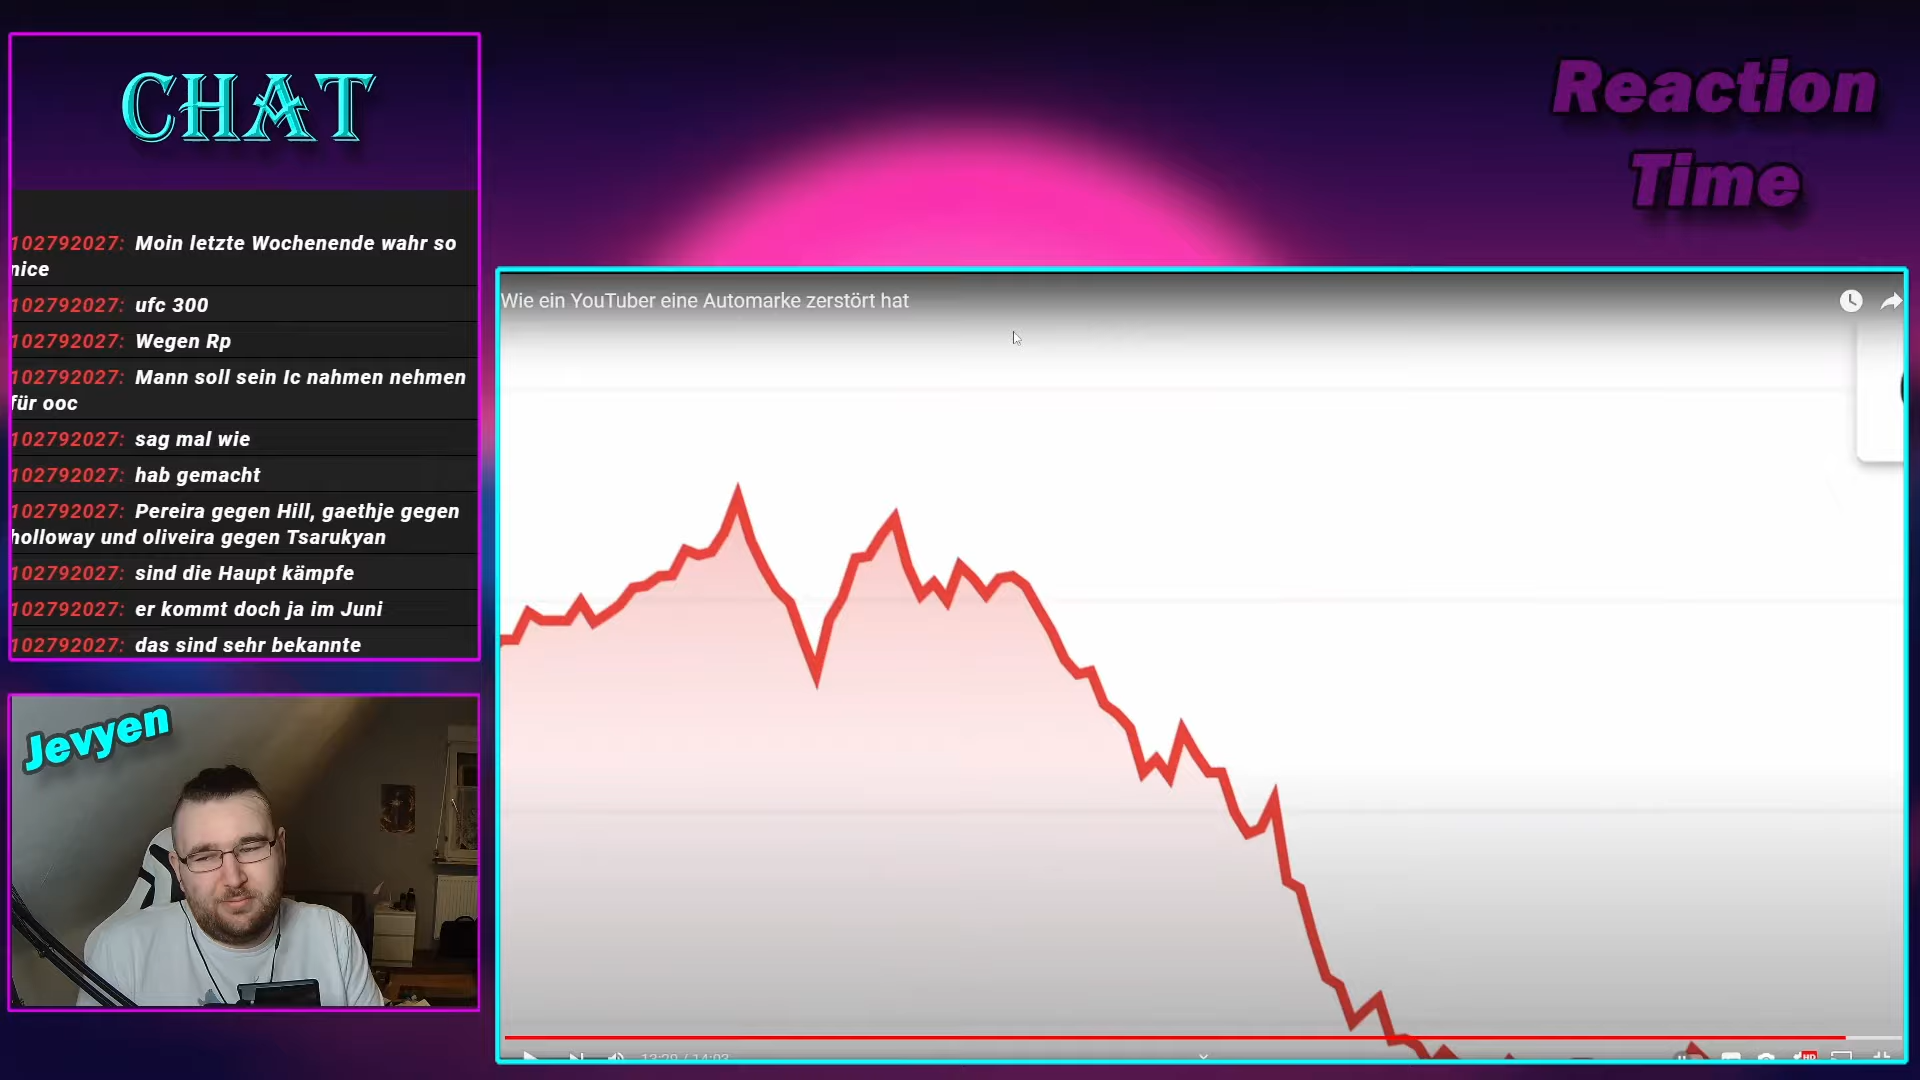 CHAT
Reaction
Time
102792027: Moin letzte Wochenende wahr so
nice
102792027: ufc 300
102792027: Wegen Rp
102792027: Mann soll sein Ic nahmen nehmen
für ooc
102792027: sag mal wie
102792027: hab gemacht
102792027: Pereira gegen Hill, gaethje gegen
holloway und oliveira gegen Tsarukyan
102792027: sind die Haupt kämpfe
102792027: er kommt doch ja im Juni
102792027: das sind sehr bekannte
Wie ein YouTuber eine Automarke zerstört hat
Jevyen
HD